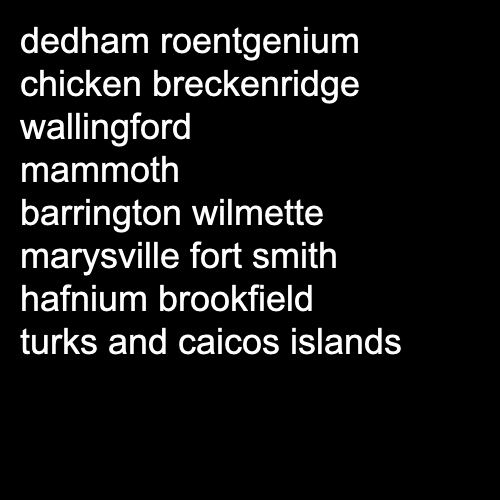 dedham roentgenium
chicken breckenridge
wallingford
mammoth
barrington wilmette
marysville fort smith
hafnium brookfield
turks and caicos islands